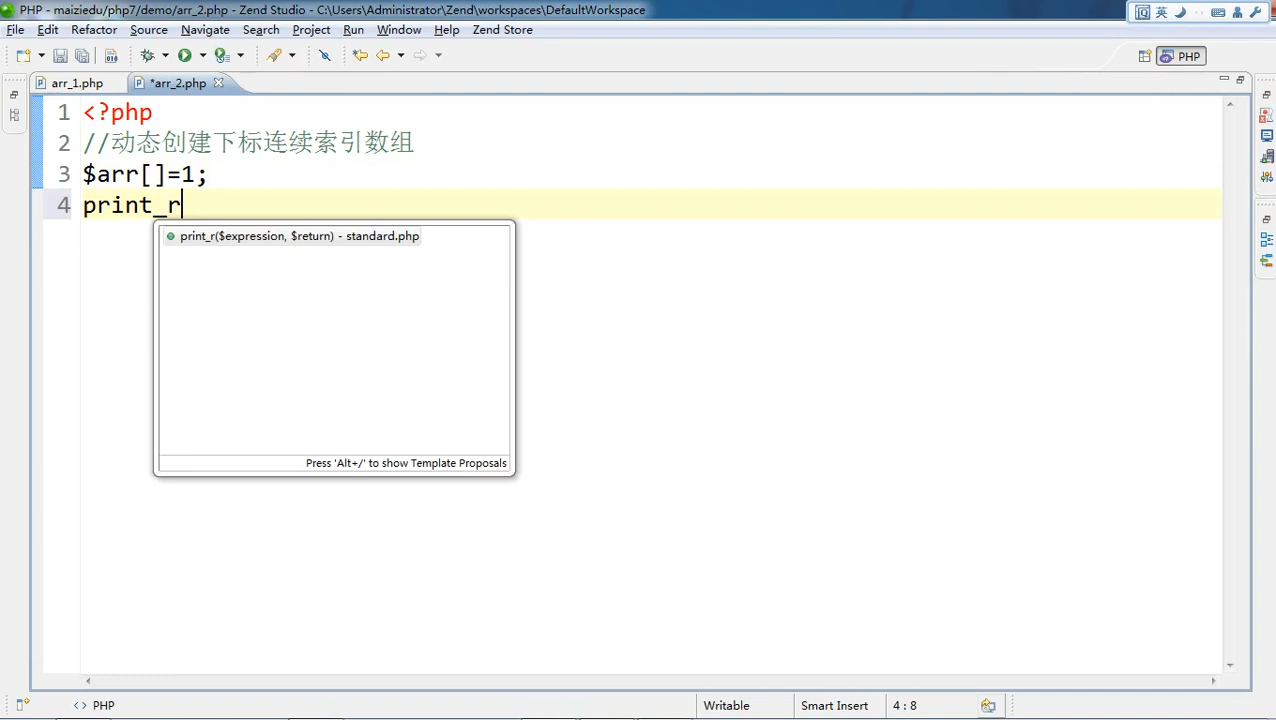 PHP - maiziedu/php7/demo/arr_2.php - Zend Studio - C:\Users\Administrator\Zend\workspaces\DefaultWorkspace
英
File Edit Refactor Source Navigate Search Project Run Window Help Zend Store
PHP
arr_1.php *arr_2.php
1 <?php
2 //动态创建下标连续索引数组
3 $arr[]=1;
4 print_r
print_r($expression, $return) - standard.php
Press 'Alt+/' to show Template Proposals
<> PHP Writable Smart Insert 4 : 8